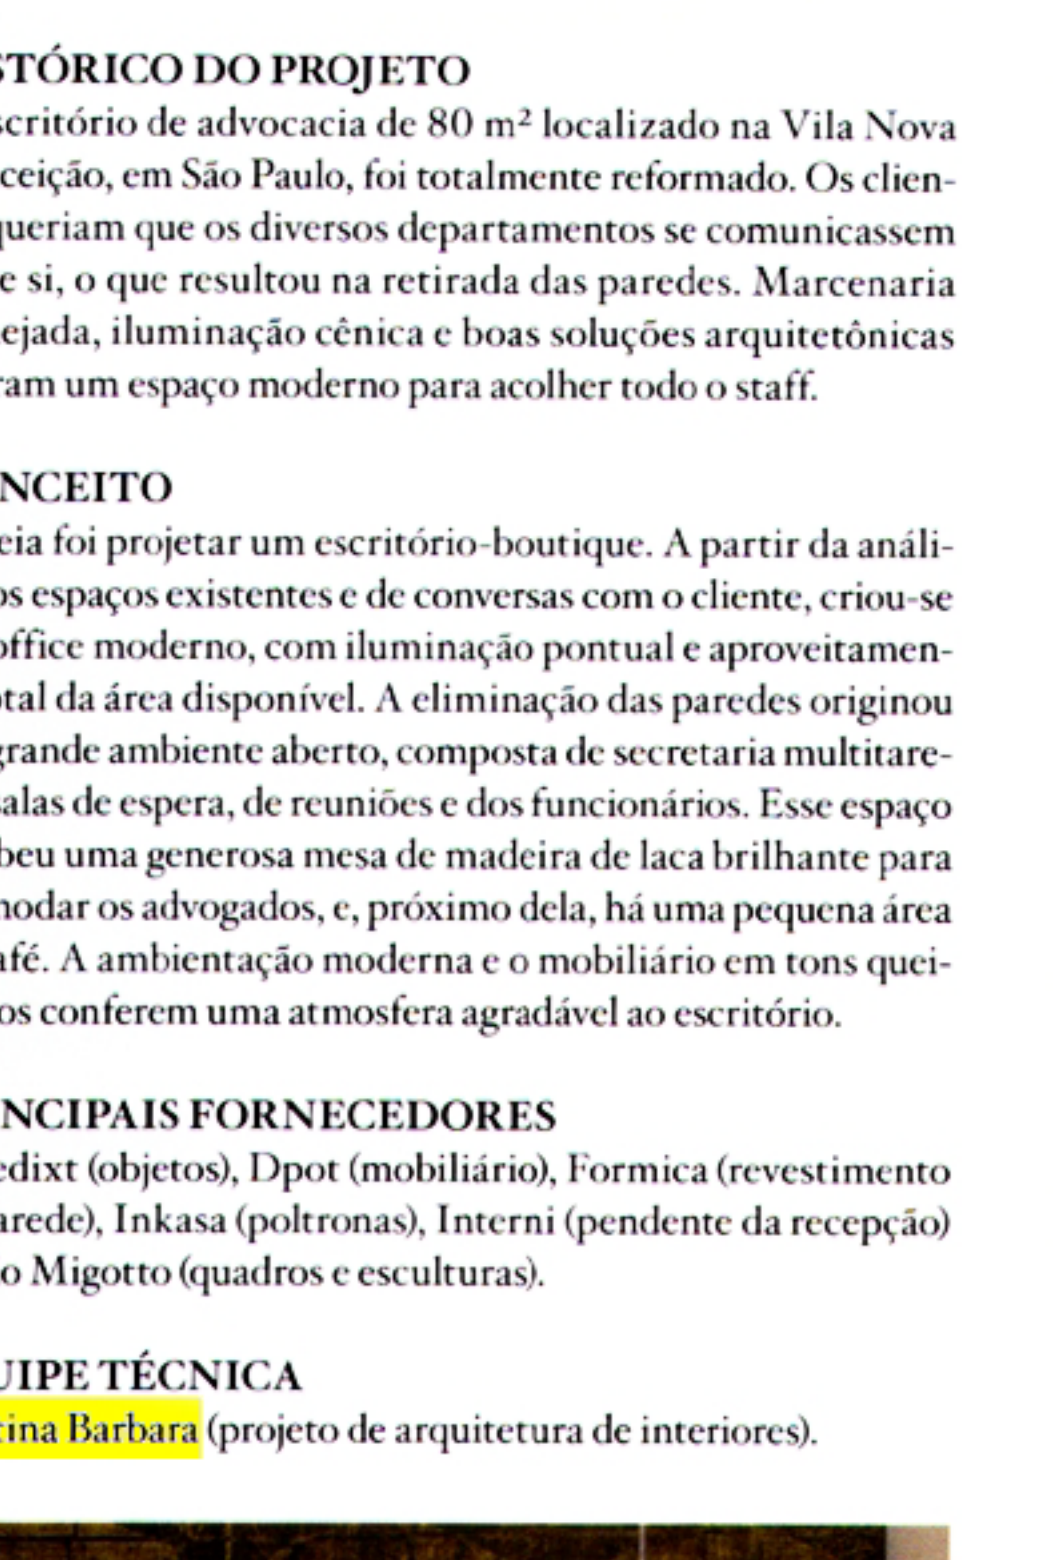 STÓRICO DO PROJETO
scritório de advocacia de 80 m² localizado na Vila Nova
ceição, em São Paulo, foi totalmente reformado. Os clien-
queriam que os diversos departamentos se comunicassem
e si, o que resultou na retirada das paredes. Marcenaria
ejada, iluminação cênica e boas soluções arquitetônicas
ram um espaço moderno para acolher todo o staff.
NCEITO
eia foi projetar um escritório-boutique. A partir da análi-
os espaços existentes e de conversas com o cliente, criou-se
office moderno, com iluminação pontual e aproveitamen-
otal da área disponível. A eliminação das paredes originou
grande ambiente aberto, composta de secretaria multitare-
salas de espera, de reuniões e dos funcionários. Esse espaço
beu uma generosa mesa de madeira de laca brilhante para
modar os advogados, e, próximo dela, há uma pequena área
afé. A ambientação moderna e o mobiliário em tons quei-
os conferem uma atmosfera agradável ao escritório.
NCIPAIS FORNECEDORES
edixt (objetos), Dpot (mobiliário), Formica (revestimento
arede), Inkasa (poltronas), Interni (pendente da recepção)
o Migotto (quadros e esculturas).
UIPE TÉCNICA
tina Barbara (projeto de arquitetura de interiores).